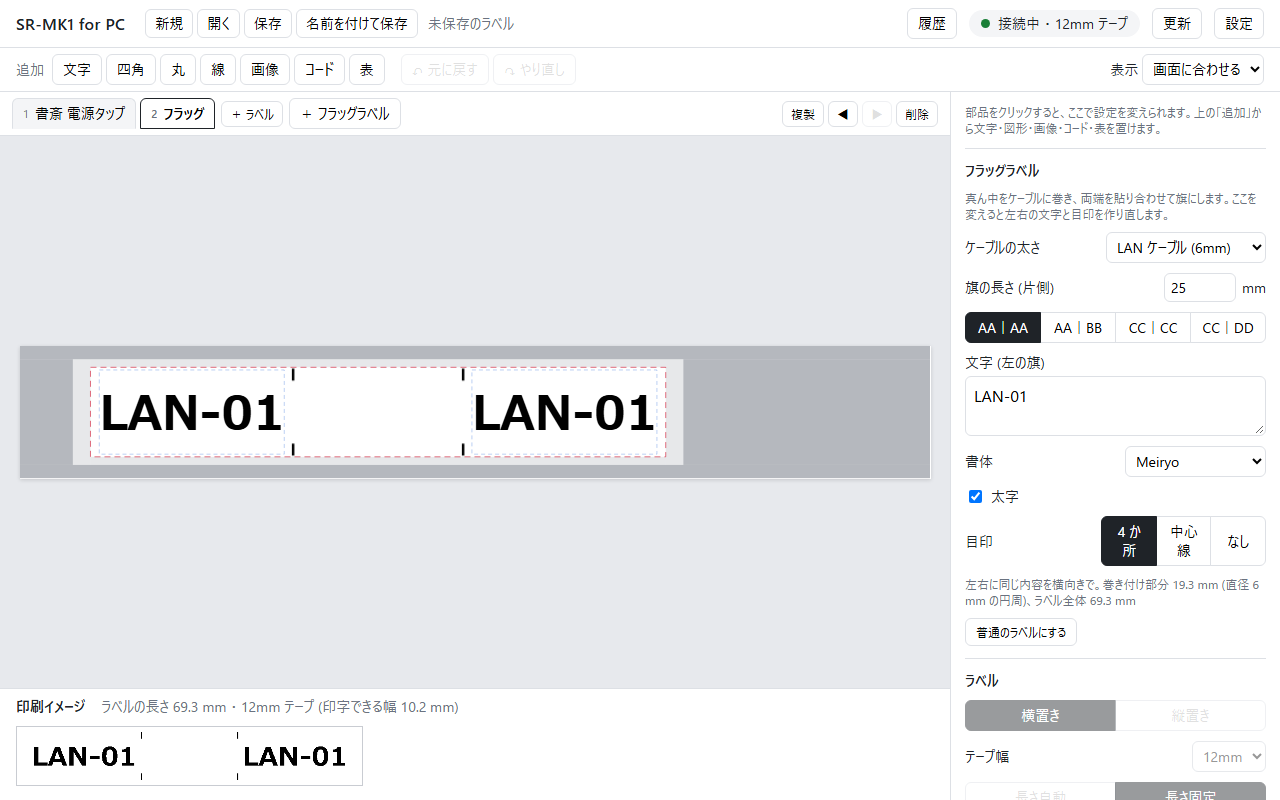 SR-MK1 for PC 新規 開く 保存 名前を付けて保存 未保存のラベル 履歴 接続中・12mm テープ 更新 設定
追加 文字 四角 丸 線 画像 コード 表 元に戻す やり直し 表示 画面に合わせる
1 書斎 電源タップ 2 フラッグ + ラベル + フラッグラベル 複製 ◀ ▶ 削除
LAN-01 LAN-01
印刷イメージ ラベルの長さ 69.3 mm・12mm テープ (印字できる幅 10.2 mm)
LAN-01 LAN-01
部品をクリックすると、ここで設定を変えられます。上の「追加」か
ら文字・図形・画像・コード・表を置けます。
フラッグラベル
真ん中をケーブルに巻き、両端を貼り合わせて旗にします。ここを
変えると左右の文字と目印を作り直します。
ケーブルの太さ LAN ケーブル (6mm)
旗の長さ (片側) 25 mm
AA | AA AA | BB CC | CC CC | DD
文字 (左の旗)
LAN-01
書体 Meiryo
太字
目印 4 か所 中心線 なし
左右に同じ内容を横向きで。巻き付け部分 19.3 mm (直径 6
mm の円周)、ラベル全体 69.3 mm
普通のラベルにする
ラベル
横置き 縦置き
テープ幅 12mm
長さ自動 長さ固定